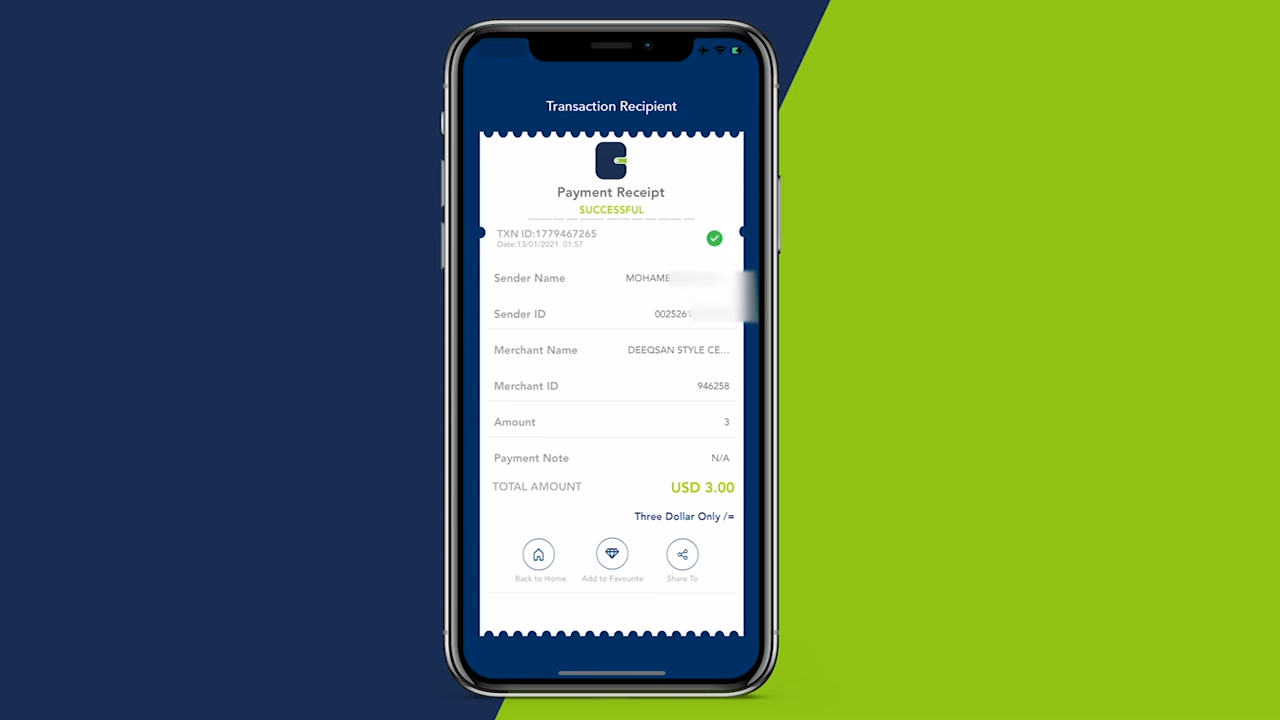 Transaction Recipient
Payment Receipt
SUCCESSFUL
TXN ID:1779467265
Date:13/01/2021 01:57
Sender Name MOHAME
Sender ID 0025261
Merchant Name DEEQSAN STYLE CE...
Merchant ID 946258
Amount 3
Payment Note N/A
TOTAL AMOUNT USD 3.00
Three Dollar Only /=
Back to Home Add to Favourite Share To